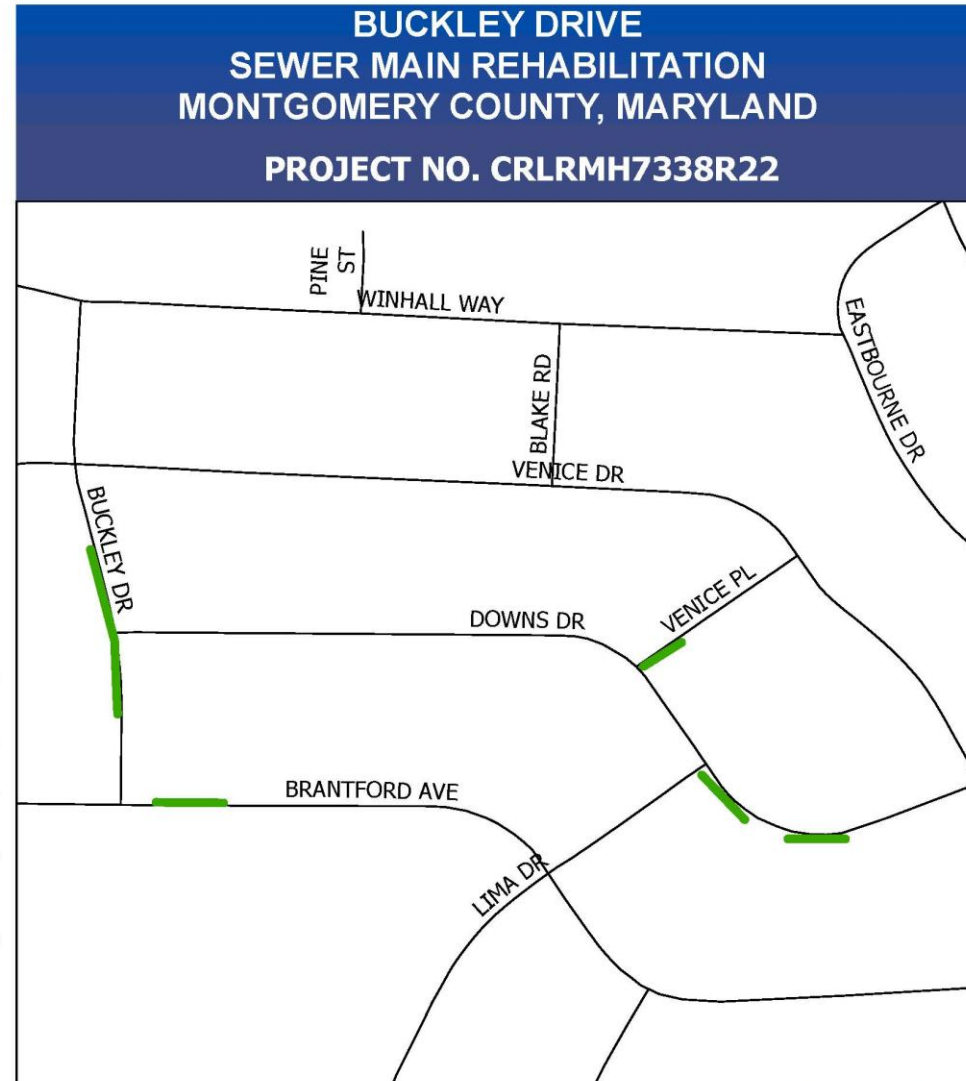 BUCKLEY DRIVE
SEWER MAIN REHABILITATION
MONTGOMERY COUNTY, MARYLAND
PROJECT NO. CRLRMH7338R22
PINE
ST
WINHALL WAY
EASTBOURNE DR
BLAKE RD
VENICE DR
BUCKLEY DR
VENICE PL
DOWNS DR
BRANTFORD AVE
LIMA DR